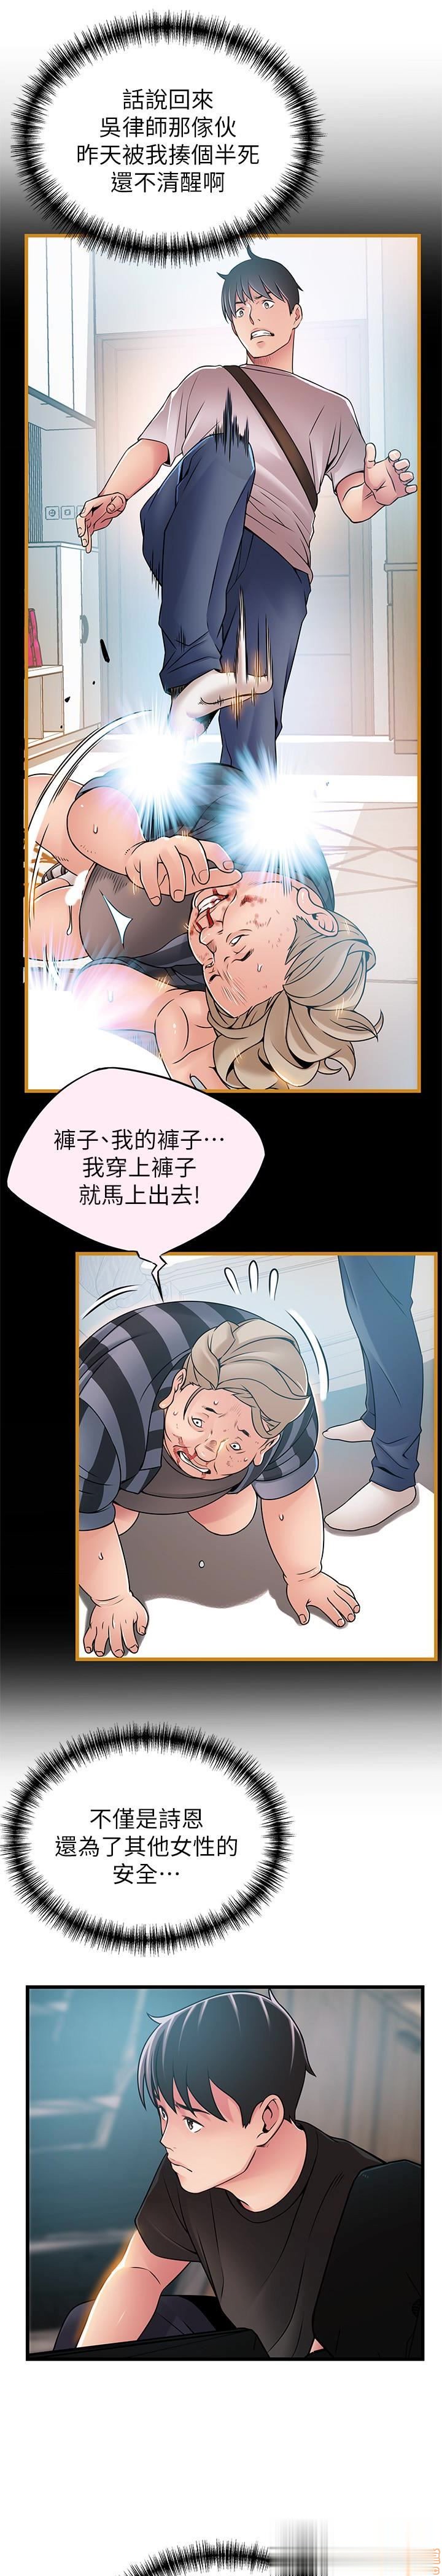 話說回來
吳律師那傢伙
昨天被我揍個半死
還不清醒啊
褲子、我的褲子⋯
我穿上褲子
就馬上出去!
不僅是詩恩
還為了其他女性的
安全⋯